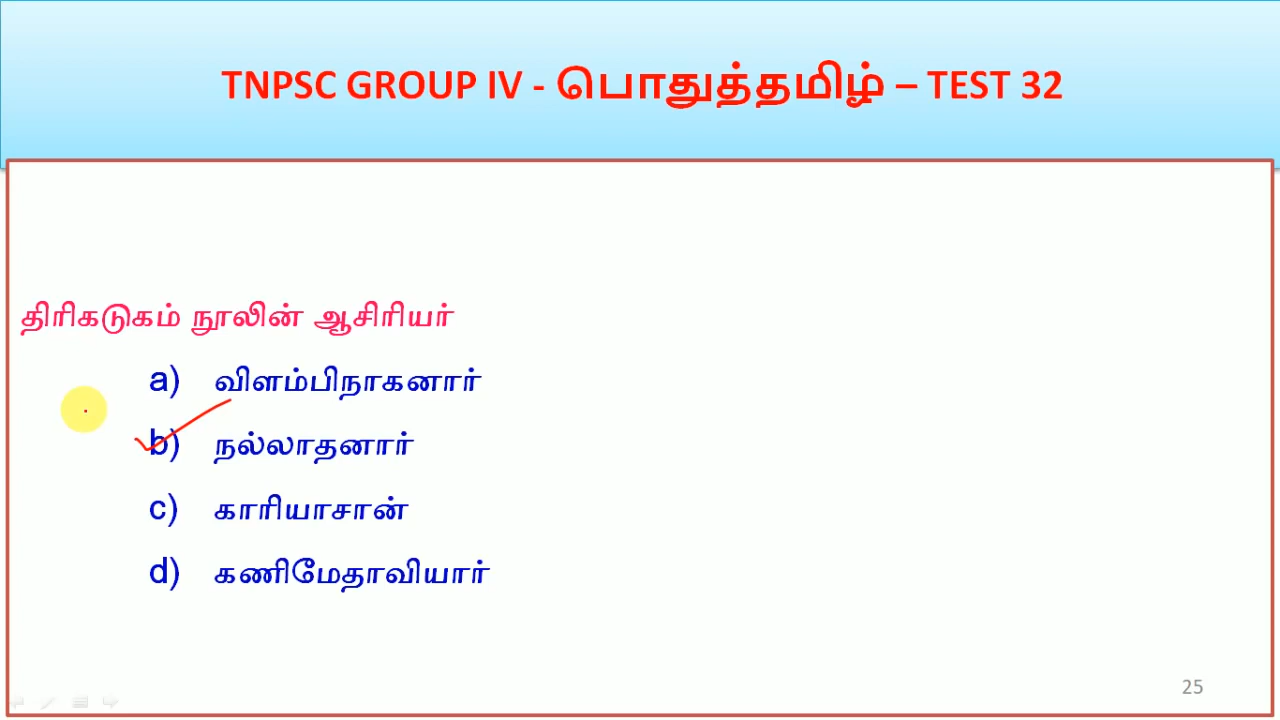 TNPSC GROUP IV - பொதுத்தமிழ் – TEST 32
திரிகடுகம் நூலின் ஆசிரியர்
a) விளம்பிநாகனார்
b) நல்லாதனார்
c) காரியாசான்
d) கணிமேதாவியார்
25